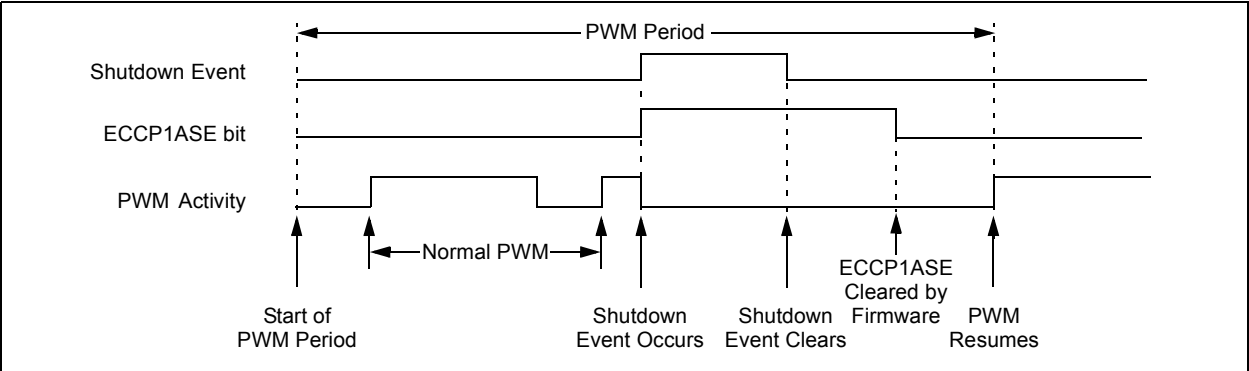 PWM Period
Shutdown Event
ECCP1ASE bit
PWM Activity
Normal PWM
Start of
PWM Period
Shutdown
Event Occurs
Shutdown
Event Clears
ECCP1ASE
Cleared by
Firmware
PWM
Resumes